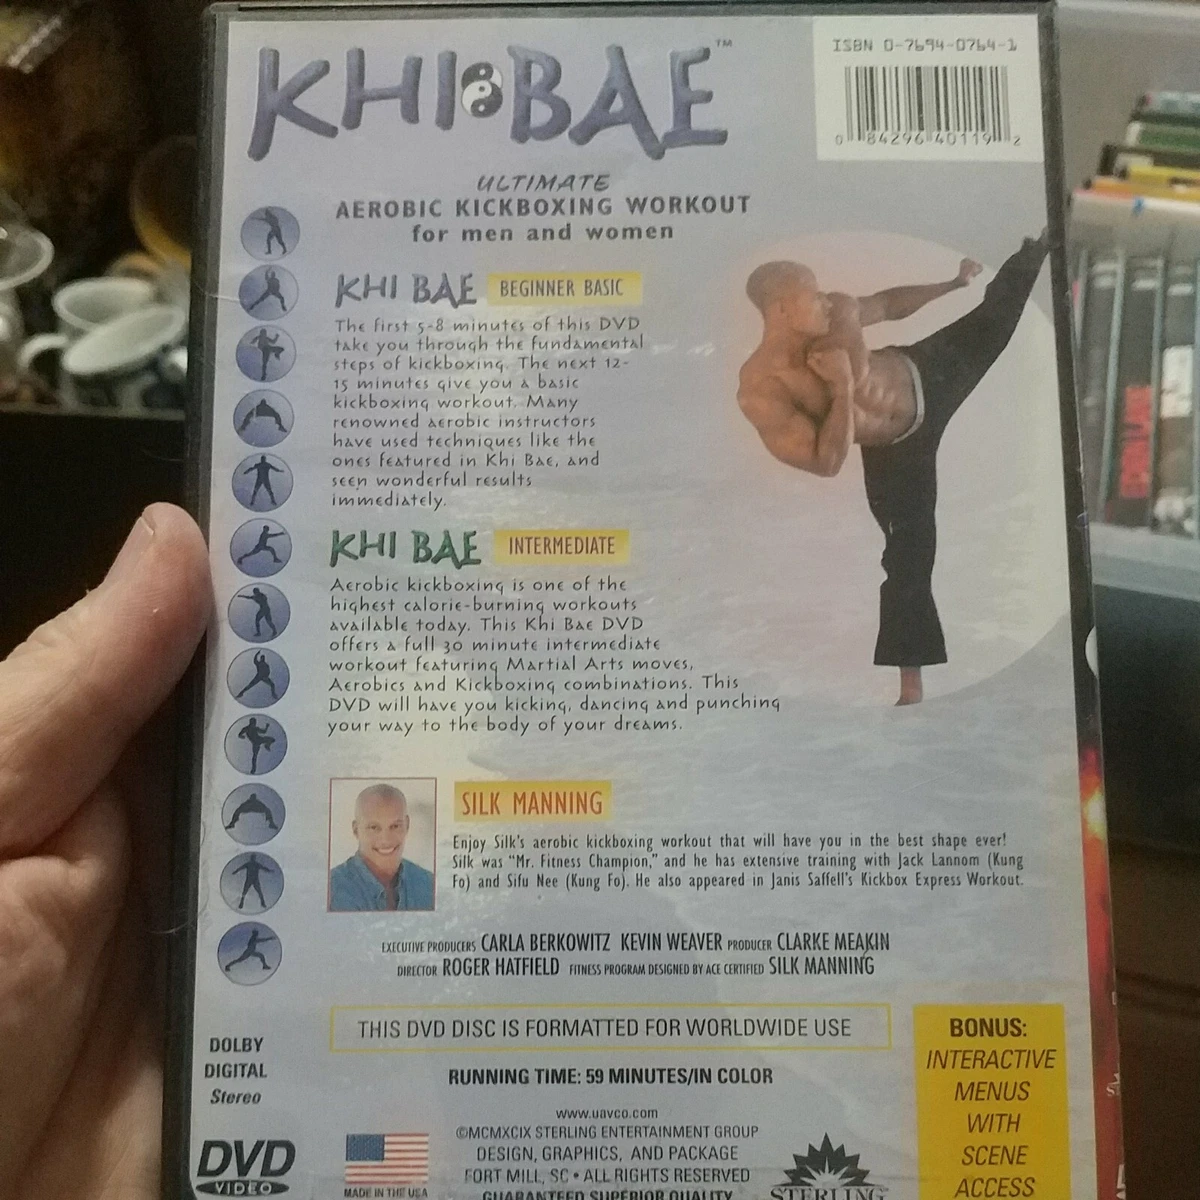 KHI BAE™
ISBN 0-7694-0764-1
0 84296 40119 2
ULTIMATE
AEROBIC KICKBOXING WORKOUT
for men and women
KHI BAE BEGINNER BASIC
The first 5-8 minutes of this DVD
take you through the fundamental
steps of kickboxing. The next 12-
15 minutes give you a basic
kickboxing workout. Many
renowned aerobic instructors
have used techniques like the
ones featured in Khi Bae, and
seen wonderful results
immediately.
KHI BAE INTERMEDIATE
Aerobic kickboxing is one of the
highest calorie-burning workouts
available today. This Khi Bae DVD
offers a full 30 minute intermediate
workout featuring Martial Arts moves,
Aerobics and Kickboxing combinations. This
DVD will have you kicking, dancing and punching
your way to the body of your dreams.
SILK MANNING
Enjoy Silk's aerobic kickboxing workout that will have you in the best shape ever!
Silk was "Mr. Fitness Champion," and he has extensive training with Jack Lannom (Kung
Fo) and Sifu Nee (Kung Fo). He also appeared in Janis Saffell's Kickbox Express Workout.
EXECUTIVE PRODUCERS CARLA BERKOWITZ KEVIN WEAVER PRODUCER CLARKE MEAKIN
DIRECTOR ROGER HATFIELD FITNESS PROGRAM DESIGNED BY ACE CERTIFIED SILK MANNING
THIS DVD DISC IS FORMATTED FOR WORLDWIDE USE
DOLBY
DIGITAL
Stereo
RUNNING TIME: 59 MINUTES/IN COLOR
www.uavco.com
©MCMXCIX STERLING ENTERTAINMENT GROUP
DESIGN, GRAPHICS, AND PACKAGE
FORT MILL, SC • ALL RIGHTS RESERVED
GUARANTEED SUPERIOR QUALITY
DVD
VIDEO
MADE IN THE USA
STERLING
BONUS:
INTERACTIVE
MENUS
WITH
SCENE
ACCESS